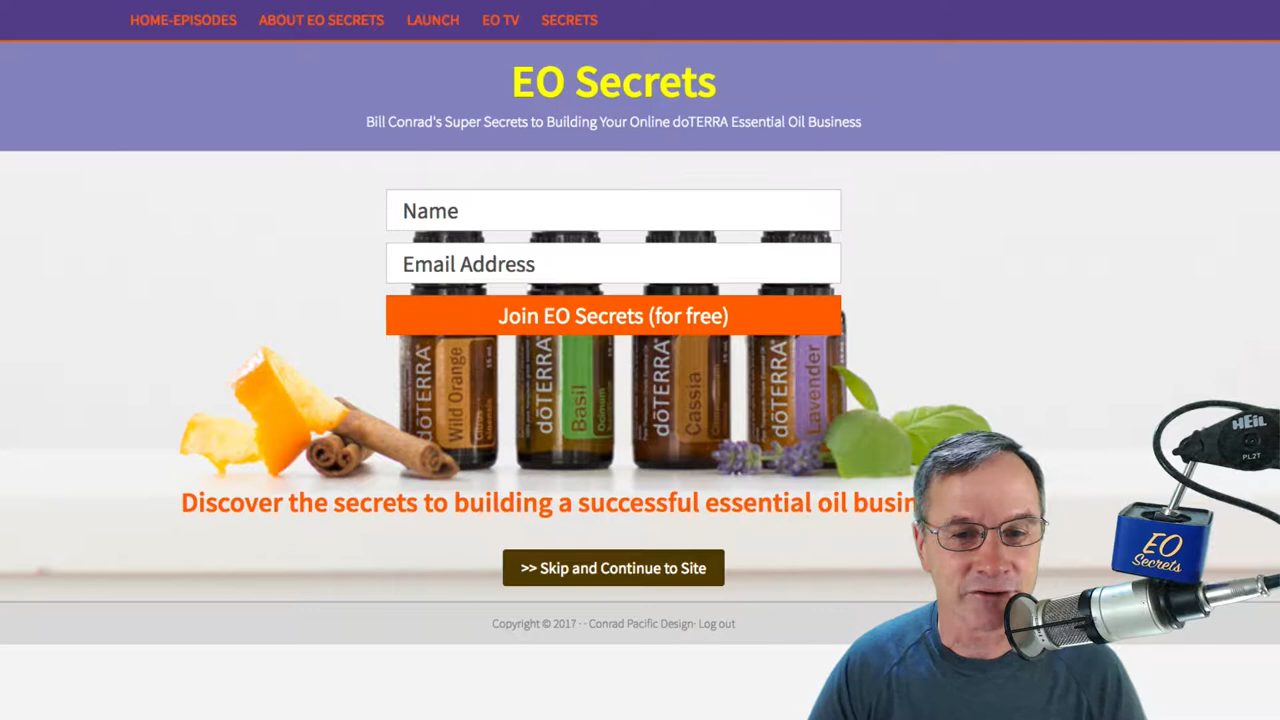 HOME-EPISODES ABOUT EO SECRETS LAUNCH EO TV SECRETS
EO Secrets
Bill Conrad's Super Secrets to Building Your Online doTERRA Essential Oil Business
Name
Email Address
Join EO Secrets (for free)
dōTERRA Wild Orange
dōTERRA Basil Ocimum
dōTERRA Cassia
dōTERRA Lavender
HEIL
PL2T
EO
Secrets
Discover the secrets to building a successful essential oil busin
>> Skip and Continue to Site
Copyright © 2017 · · Conrad Pacific Design· Log out